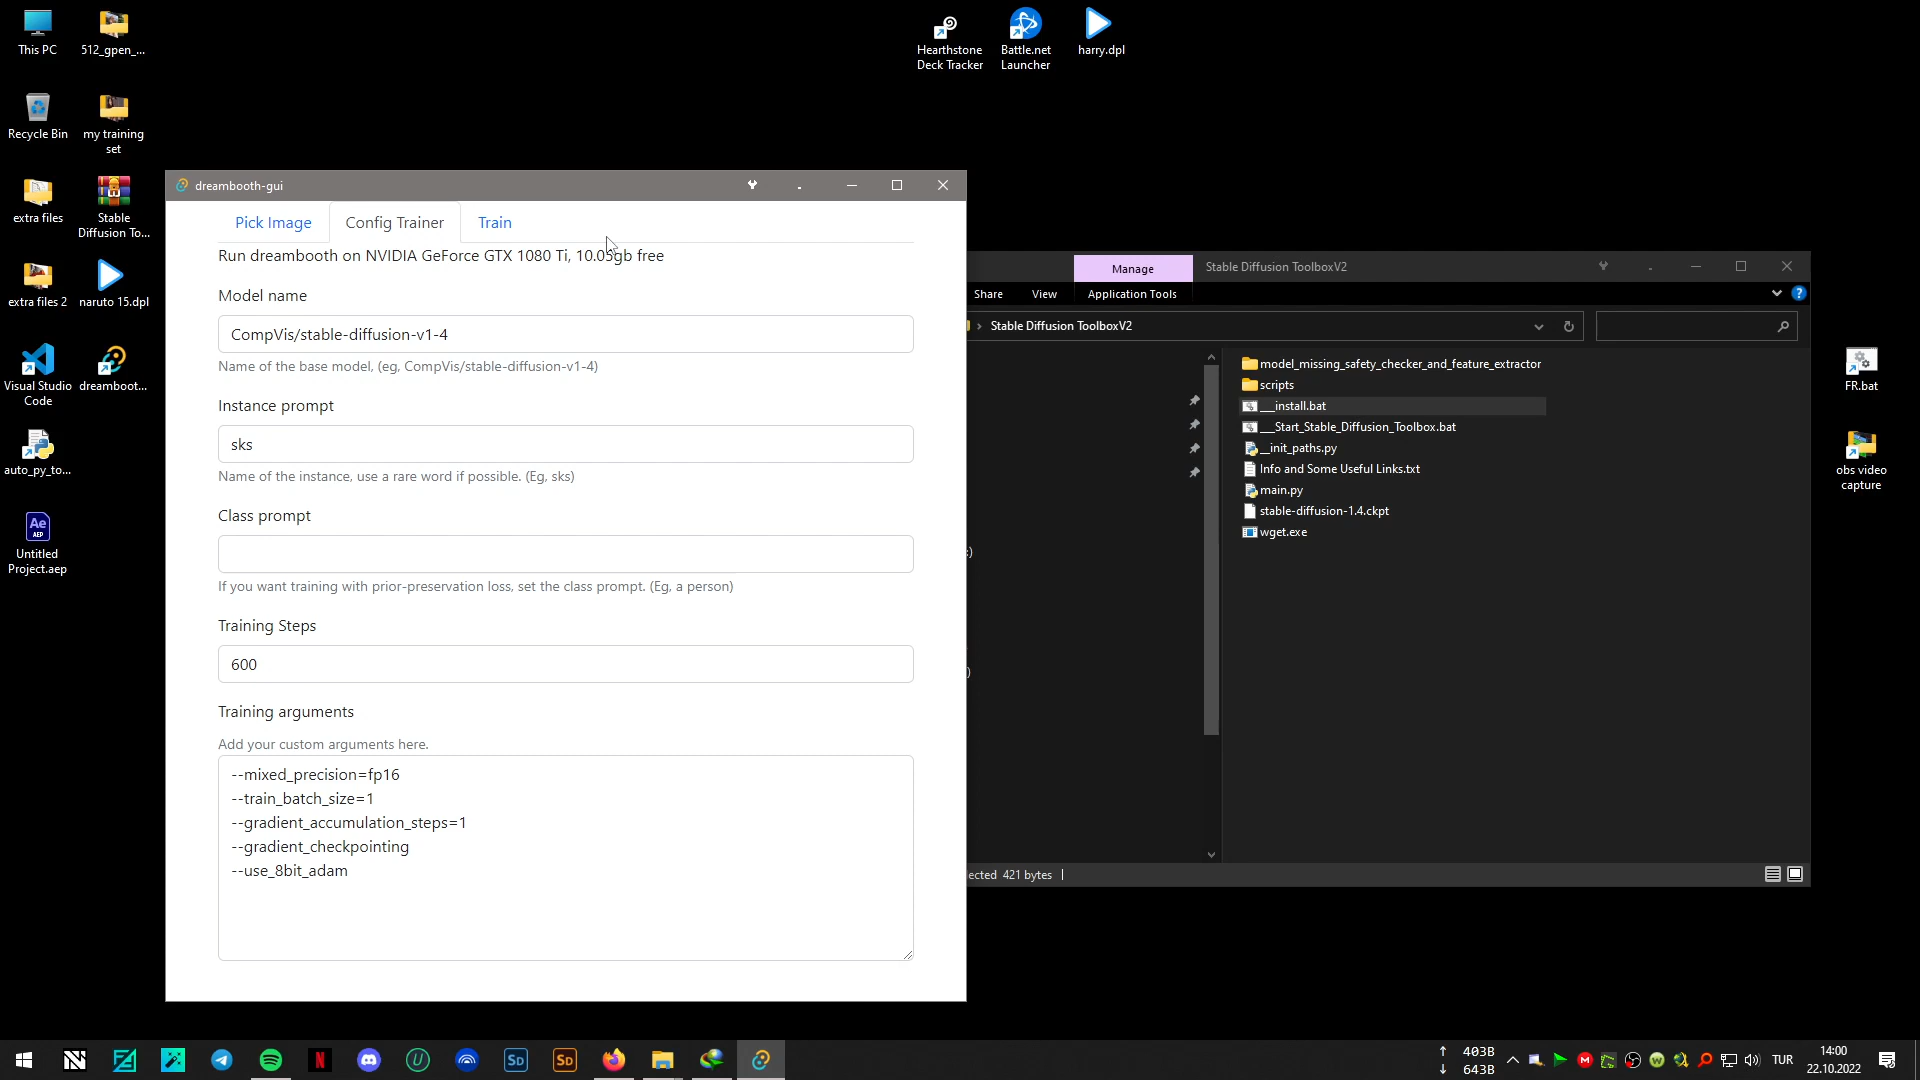 This PC
512_gpen_...
Recycle Bin
my training
set
extra files
Stable
Diffusion To...
extra files 2
naruto 15.dpl
Visual Studio
Code
dreamboot...
auto_py_to...
Ae
AEP
Untitled
Project.aep
Hearthstone
Deck Tracker
Battle.net
Launcher
harry.dpl
FR.bat
obs video
capture
dreambooth-gui
Pick Image
Config Trainer
Train
Run dreambooth on NVIDIA GeForce GTX 1080 Ti, 10.05gb free
Model name
CompVis/stable-diffusion-v1-4
Name of the base model, (eg, CompVis/stable-diffusion-v1-4)
Instance prompt
sks
Name of the instance, use a rare word if possible. (Eg, sks)
Class prompt
If you want training with prior-preservation loss, set the class prompt. (Eg, a person)
Training Steps
600
Training arguments
Add your custom arguments here.
--mixed_precision=fp16
--train_batch_size=1
--gradient_accumulation_steps=1
--gradient_checkpointing
--use_8bit_adam
Manage
Stable Diffusion ToolboxV2
Share
View
Application Tools
Stable Diffusion ToolboxV2
model_missing_safety_checker_and_feature_extractor
scripts
__install.bat
__Start_Stable_Diffusion_Toolbox.bat
__init_paths.py
Info and Some Useful Links.txt
main.py
stable-diffusion-1.4.ckpt
wget.exe
:)
)
ected 421 bytes
Sd
Sd
403B
643B
TUR
14:00
22.10.2022